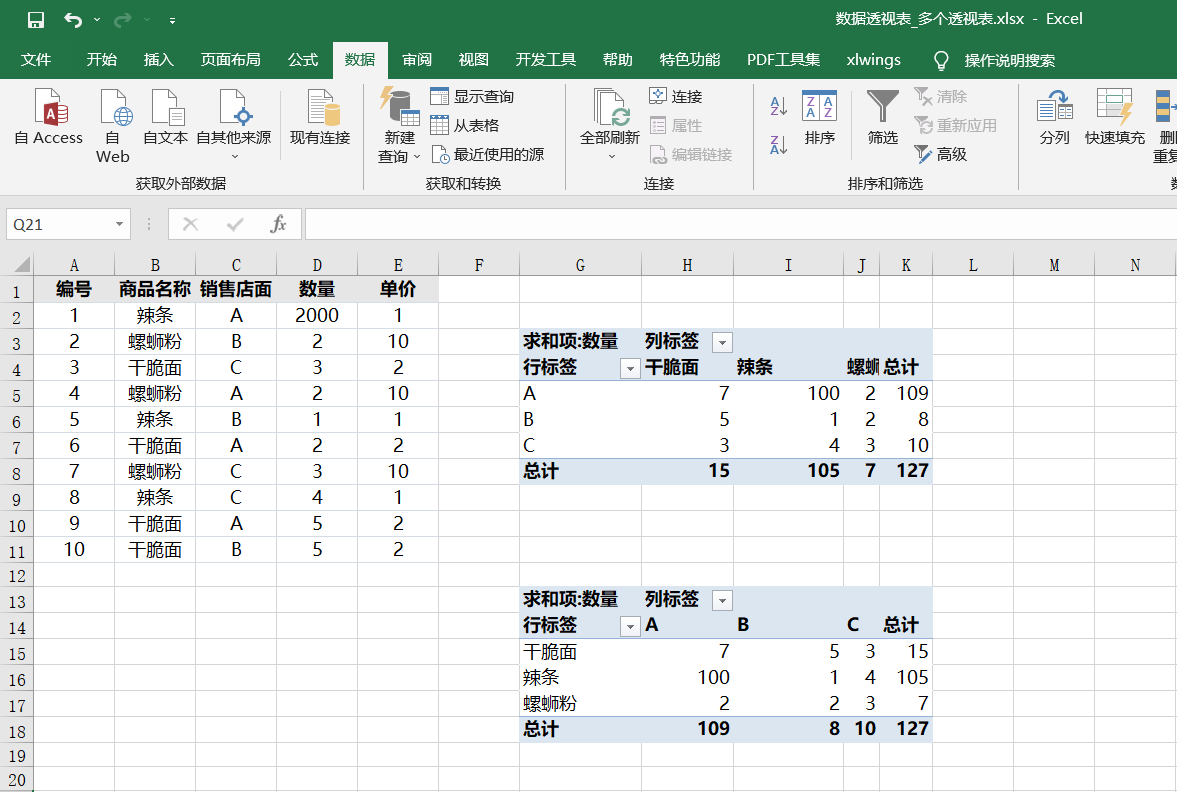 数据透视表_多个透视表.xlsx - Excel
文件 开始 插入 页面布局 公式 数据 审阅 视图 开发工具 帮助 特色功能 PDF工具集 xlwings 操作说明搜索
自 Access
自 Web
自文本
自其他来源
现有连接
获取外部数据
新建查询
显示查询
从表格
最近使用的源
获取和转换
全部刷新
连接
属性
编辑链接
连接
排序
筛选
清除
重新应用
高级
排序和筛选
分列
快速填充
Q21 fx
A B C D E F G H I J K L M N
1 编号 商品名称 销售店面 数量 单价
2 1 辣条 A 2000 1
3 2 螺蛳粉 B 2 10 求和项:数量 列标签
4 3 干脆面 C 3 2 行标签 干脆面 辣条 螺蛳 总计
5 4 螺蛳粉 A 2 10 A 7 100 2 109
6 5 辣条 B 1 1 B 5 1 2 8
7 6 干脆面 A 2 2 C 3 4 3 10
8 7 螺蛳粉 C 3 10 总计 15 105 7 127
9 8 辣条 C 4 1
10 9 干脆面 A 5 2
11 10 干脆面 B 5 2
12
13 求和项:数量 列标签
14 行标签 A B C 总计
15 干脆面 7 5 3 15
16 辣条 100 1 4 105
17 螺蛳粉 2 2 3 7
18 总计 109 8 10 127
19
20